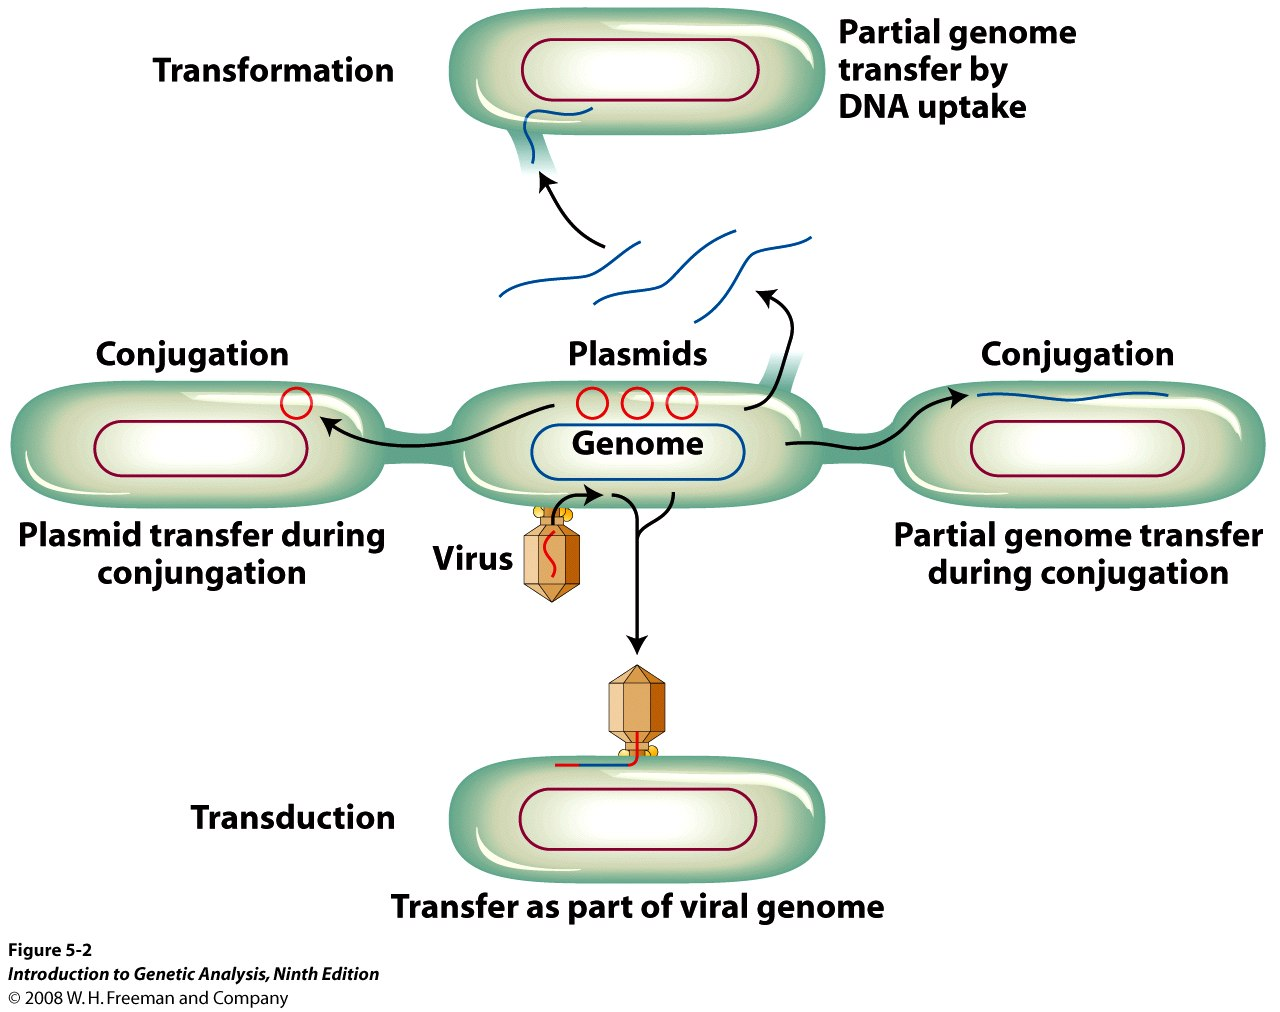 Transformation
Partial genome
transfer by
DNA uptake
Conjugation
Plasmids
Conjugation
Genome
Plasmid transfer during
conjungation
Virus
Partial genome transfer
during conjugation
Transduction
Transfer as part of viral genome
Figure 5-2
Introduction to Genetic Analysis, Ninth Edition
© 2008 W. H. Freeman and Company